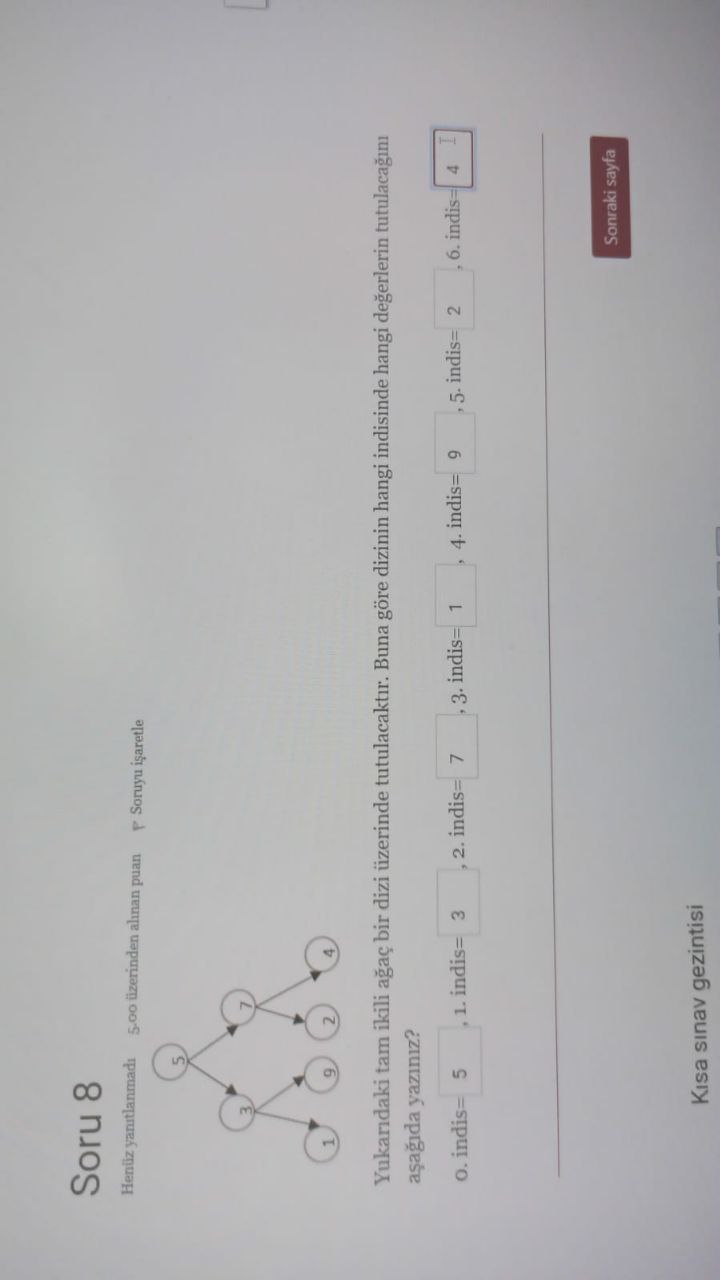 Soru 8
Henüz yanıtlanmadı 5.00 üzerinden alınan puan Soruyu işaretle
5
3 7
1 9 2 4
Yukarıdaki tam ikili ağaç bir dizi üzerinde tutulacaktır. Buna göre dizinin hangi indisinde hangi değerlerin tutulacağını
aşağıda yazınız?
0. indis= 5 , 1. indis= 3 , 2. indis= 7 , 3. indis= 1 , 4. indis= 9 , 5. indis= 2 , 6. indis= 4
Sonraki sayfa
Kısa sınav gezintisi